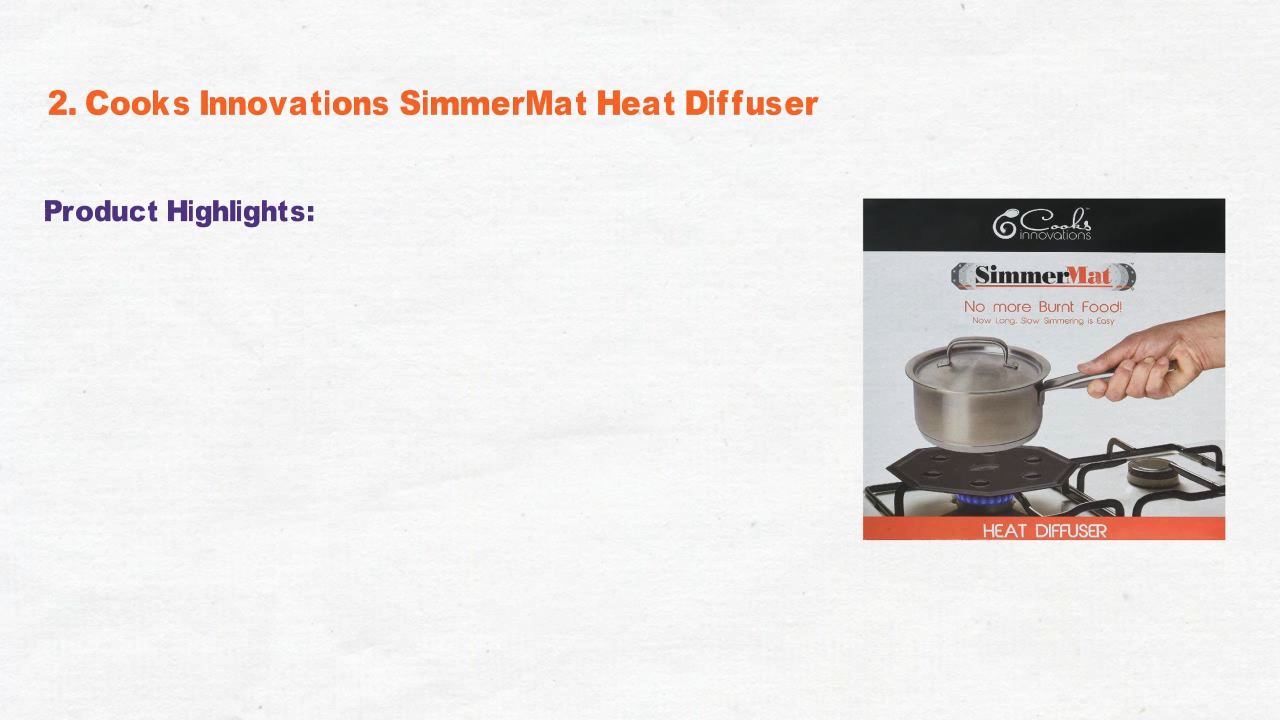 2. Cooks Innovations SimmerMat Heat Diffuser
Product Highlights:
Cooks
innovations
SimmerMat
No more Burnt Food!
Now Long, Slow Simmering is Easy
HEAT DIFFUSER